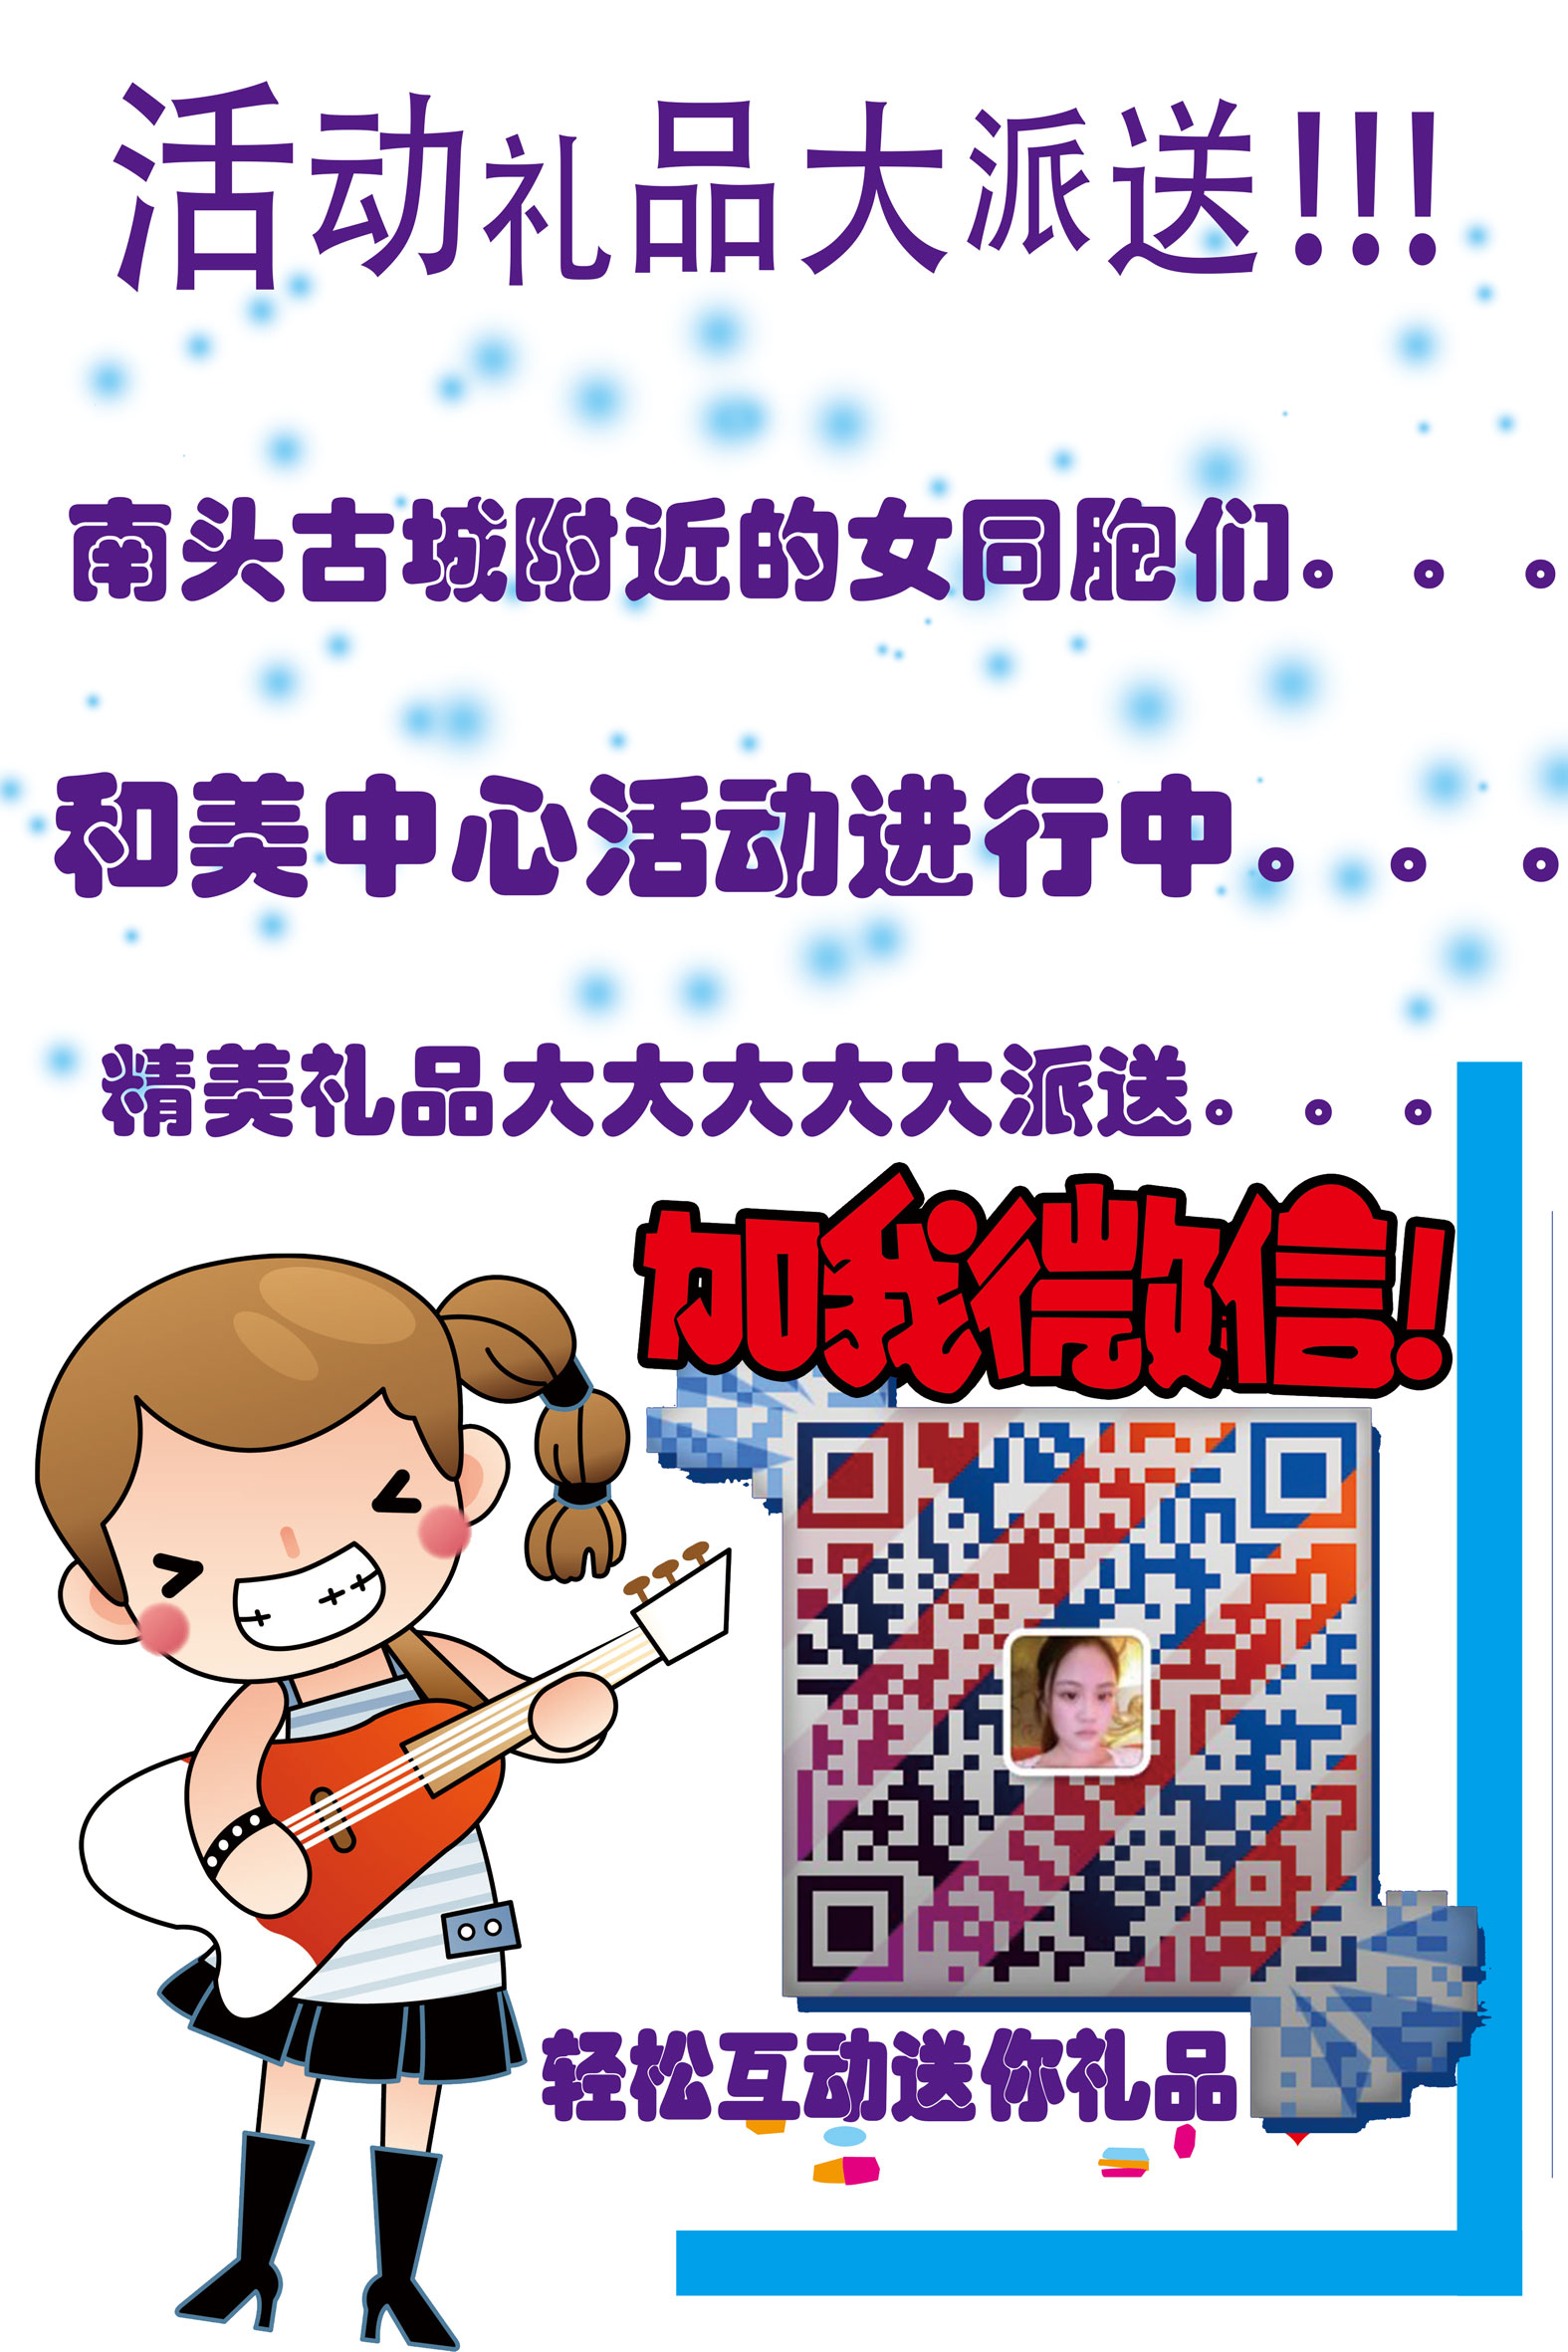 活动礼品大派送!!!
南头古城附近的女同胞们。。。
和美中心活动进行中。。。
精美礼品大大大大大派送。。。
加我微信!
轻松互动送你礼品